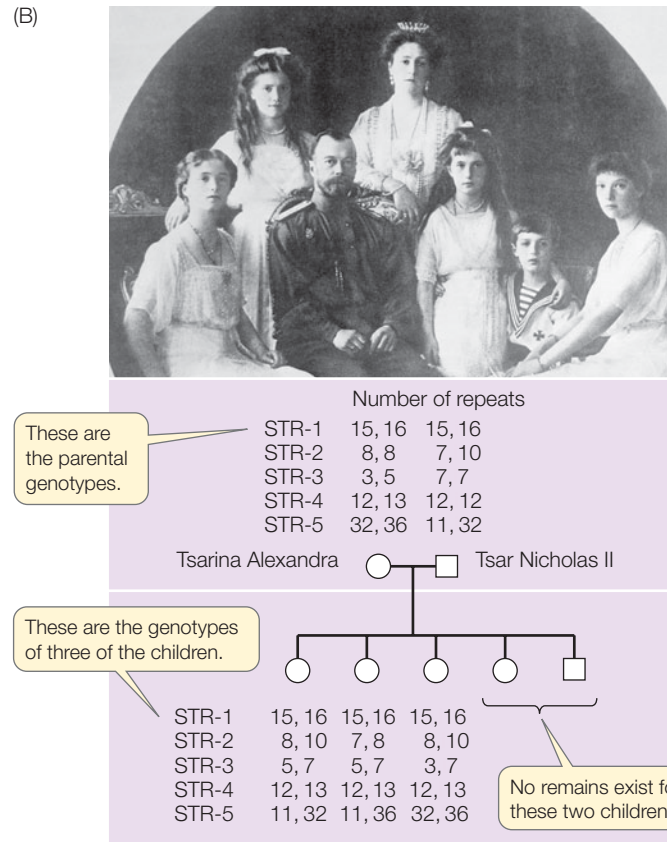 (B)
Number of repeats
These are
the parental
genotypes.
STR-1 15, 16 15, 16
STR-2 8, 8 7, 10
STR-3 3, 5 7, 7
STR-4 12, 13 12, 12
STR-5 32, 36 11, 32
Tsarina Alexandra Tsar Nicholas II
These are the genotypes
of three of the children.
STR-1 15, 16 15, 16 15, 16
STR-2 8, 10 7, 8 8, 10
STR-3 5, 7 5, 7 3, 7
STR-4 12, 13 12, 13 12, 13
STR-5 11, 32 11, 36 32, 36
No remains exist fo
these two children